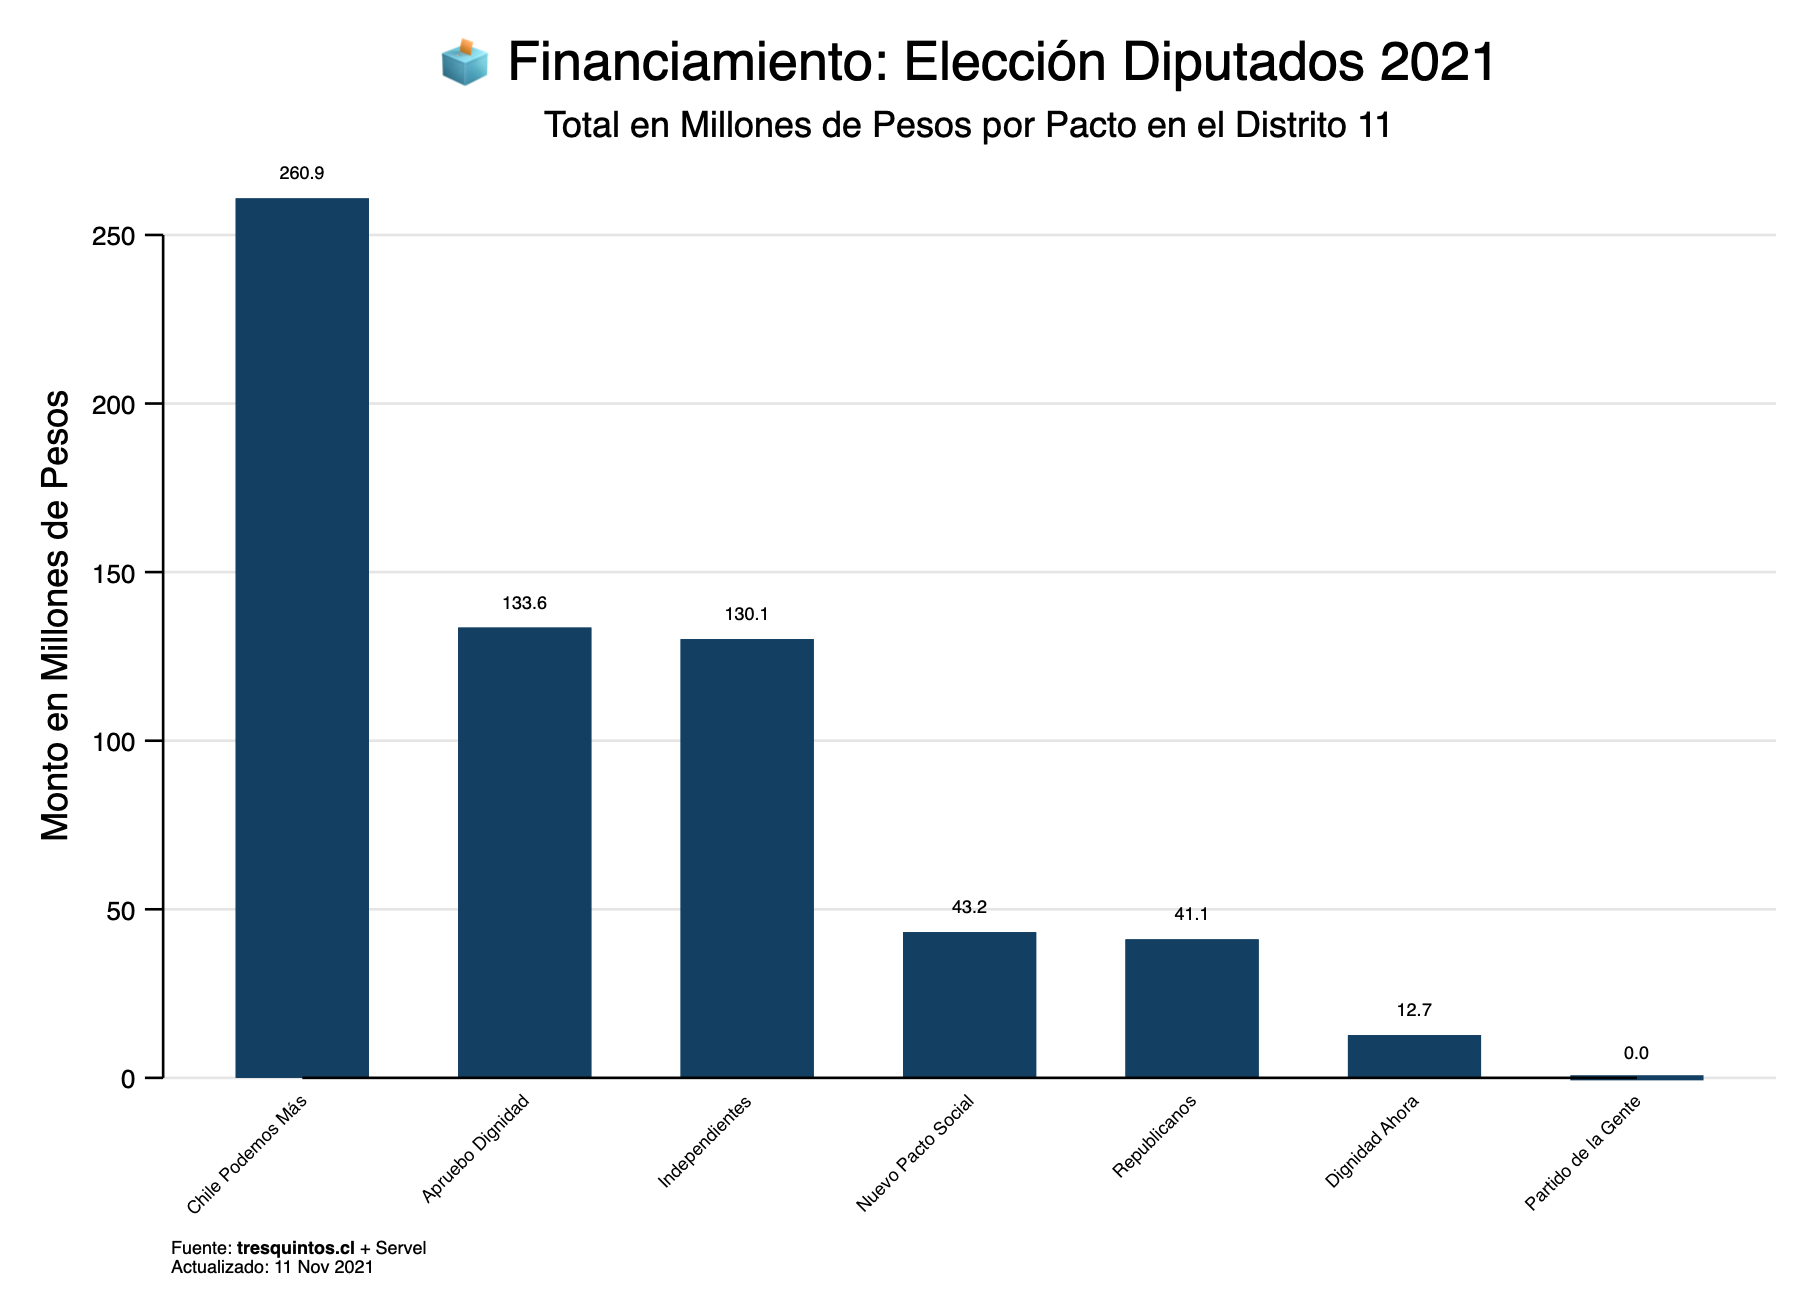 Financiamiento: Elección Diputados 2021
Total en Millones de Pesos por Pacto en el Distrito 11
Monto en Millones de Pesos
250
200
150
100
50
0
260.9
133.6
130.1
43.2
41.1
12.7
0.0
Chile Podemos Más
Apruebo Dignidad
Independientes
Nuevo Pacto Social
Republicanos
Dignidad Ahora
Partido de la Gente
Fuente: tresquintos.cl + Servel
Actualizado: 11 Nov 2021